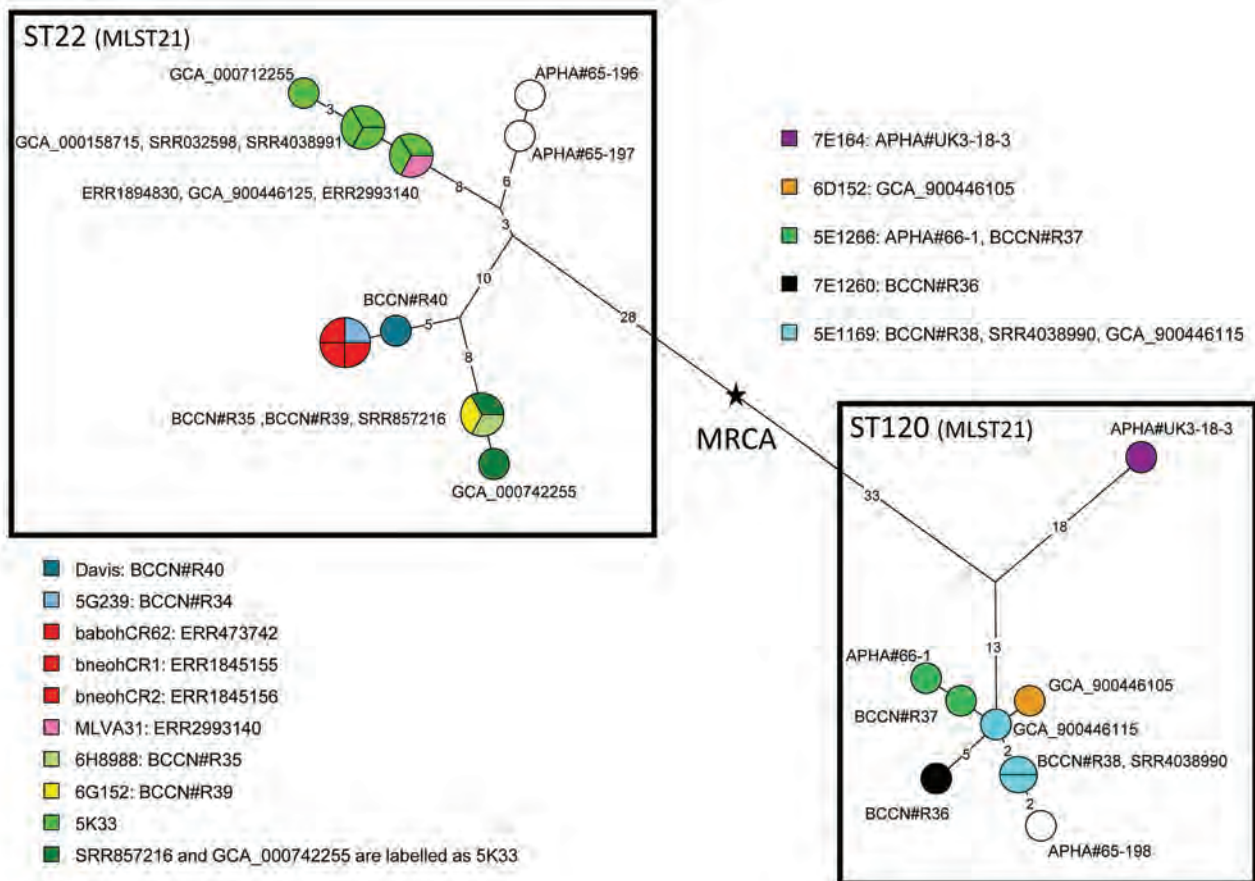 ST22 (MLST21)
GCA_000712255
3
GCA_000158715, SRR032598, SRR4038991
ERR1894830, GCA_900446125, ERR2993140
8
APHA#65-196
APHA#65-197
6
3
10
BCCN#R40
5
8
BCCN#R35 ,BCCN#R39, SRR857216
GCA_000742255
28
MRCA
33
7E164: APHA#UK3-18-3
6D152: GCA_900446105
5E1266: APHA#66-1, BCCN#R37
7E1260: BCCN#R36
5E1169: BCCN#R38, SRR4038990, GCA_900446115
ST120 (MLST21)
APHA#UK3-18-3
18
13
APHA#66-1
BCCN#R37
GCA_900446105
GCA_900446115
5
2
BCCN#R38, SRR4038990
BCCN#R36
2
APHA#65-198
Davis: BCCN#R40
5G239: BCCN#R34
babohCR62: ERR473742
bneohCR1: ERR1845155
bneohCR2: ERR1845156
MLVA31: ERR2993140
6H8988: BCCN#R35
6G152: BCCN#R39
5K33
SRR857216 and GCA_000742255 are labelled as 5K33